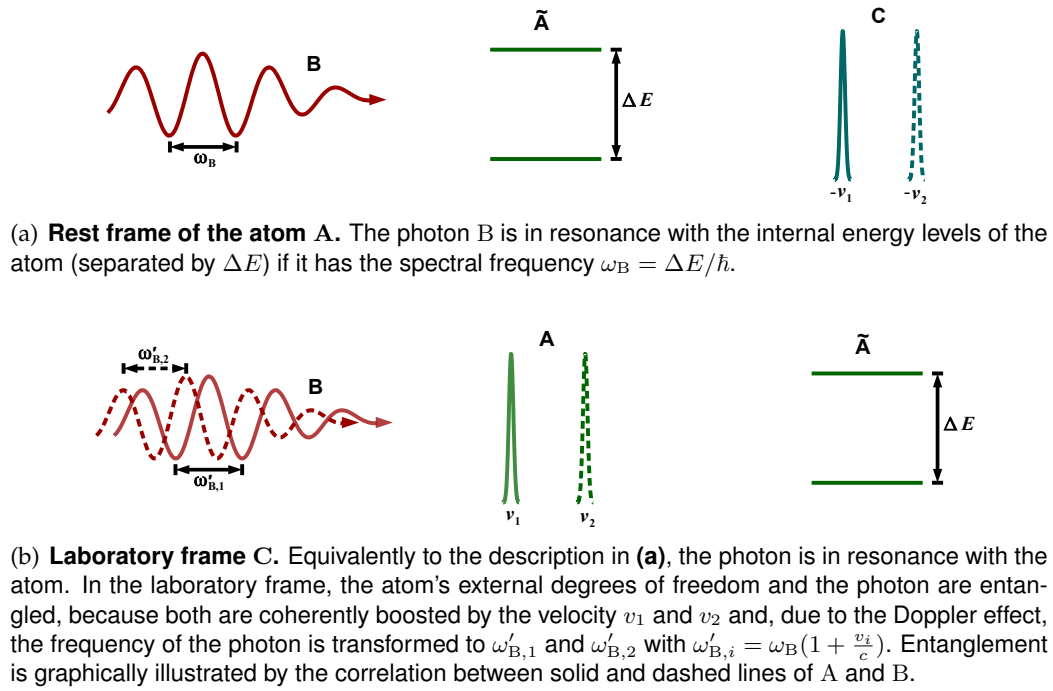 B
ω_B
Ã
ΔE
C
-v₁
-v₂
(a) Rest frame of the atom A. The photon B is in resonance with the internal energy levels of the
atom (separated by ΔE) if it has the spectral frequency ω_B = ΔE/ħ.
ω′_B,2
B
ω′_B,1
A
v₁
v₂
Ã
ΔE
(b) Laboratory frame C. Equivalently to the description in (a), the photon is in resonance with the
atom. In the laboratory frame, the atom's external degrees of freedom and the photon are entan-
gled, because both are coherently boosted by the velocity v₁ and v₂ and, due to the Doppler effect,
the frequency of the photon is transformed to ω′_B,1 and ω′_B,2 with ω′_B,i = ω_B(1 + v_i/c). Entanglement
is graphically illustrated by the correlation between solid and dashed lines of A and B.